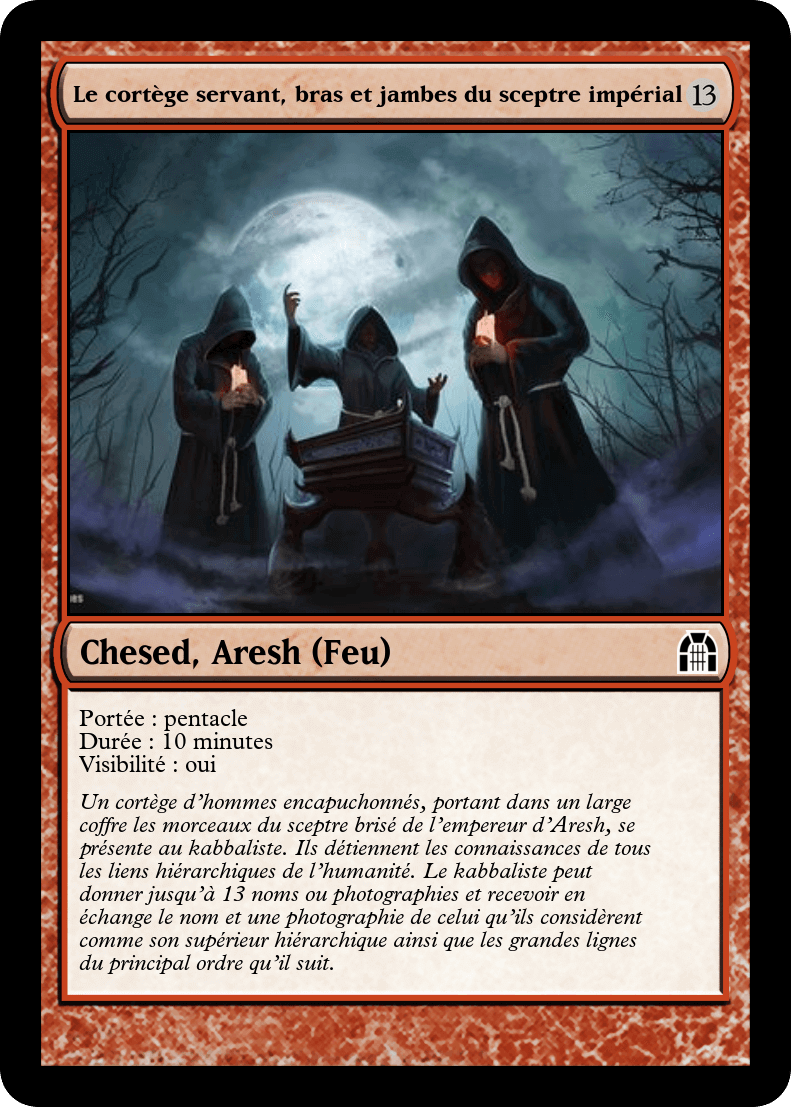 Le cortège servant, bras et jambes du sceptre impérial 13
Chesed, Aresh (Feu)
Portée : pentacle
Durée : 10 minutes
Visibilité : oui
Un cortège d'hommes encapuchonnés, portant dans un large
coffre les morceaux du sceptre brisé de l'empereur d'Aresh, se
présente au kabbaliste. Ils détiennent les connaissances de tous
les liens hiérarchiques de l'humanité. Le kabbaliste peut
donner jusqu'à 13 noms ou photographies et recevoir en
échange le nom et une photographie de celui qu'ils considèrent
comme son supérieur hiérarchique ainsi que les grandes lignes
du principal ordre qu'il suit.